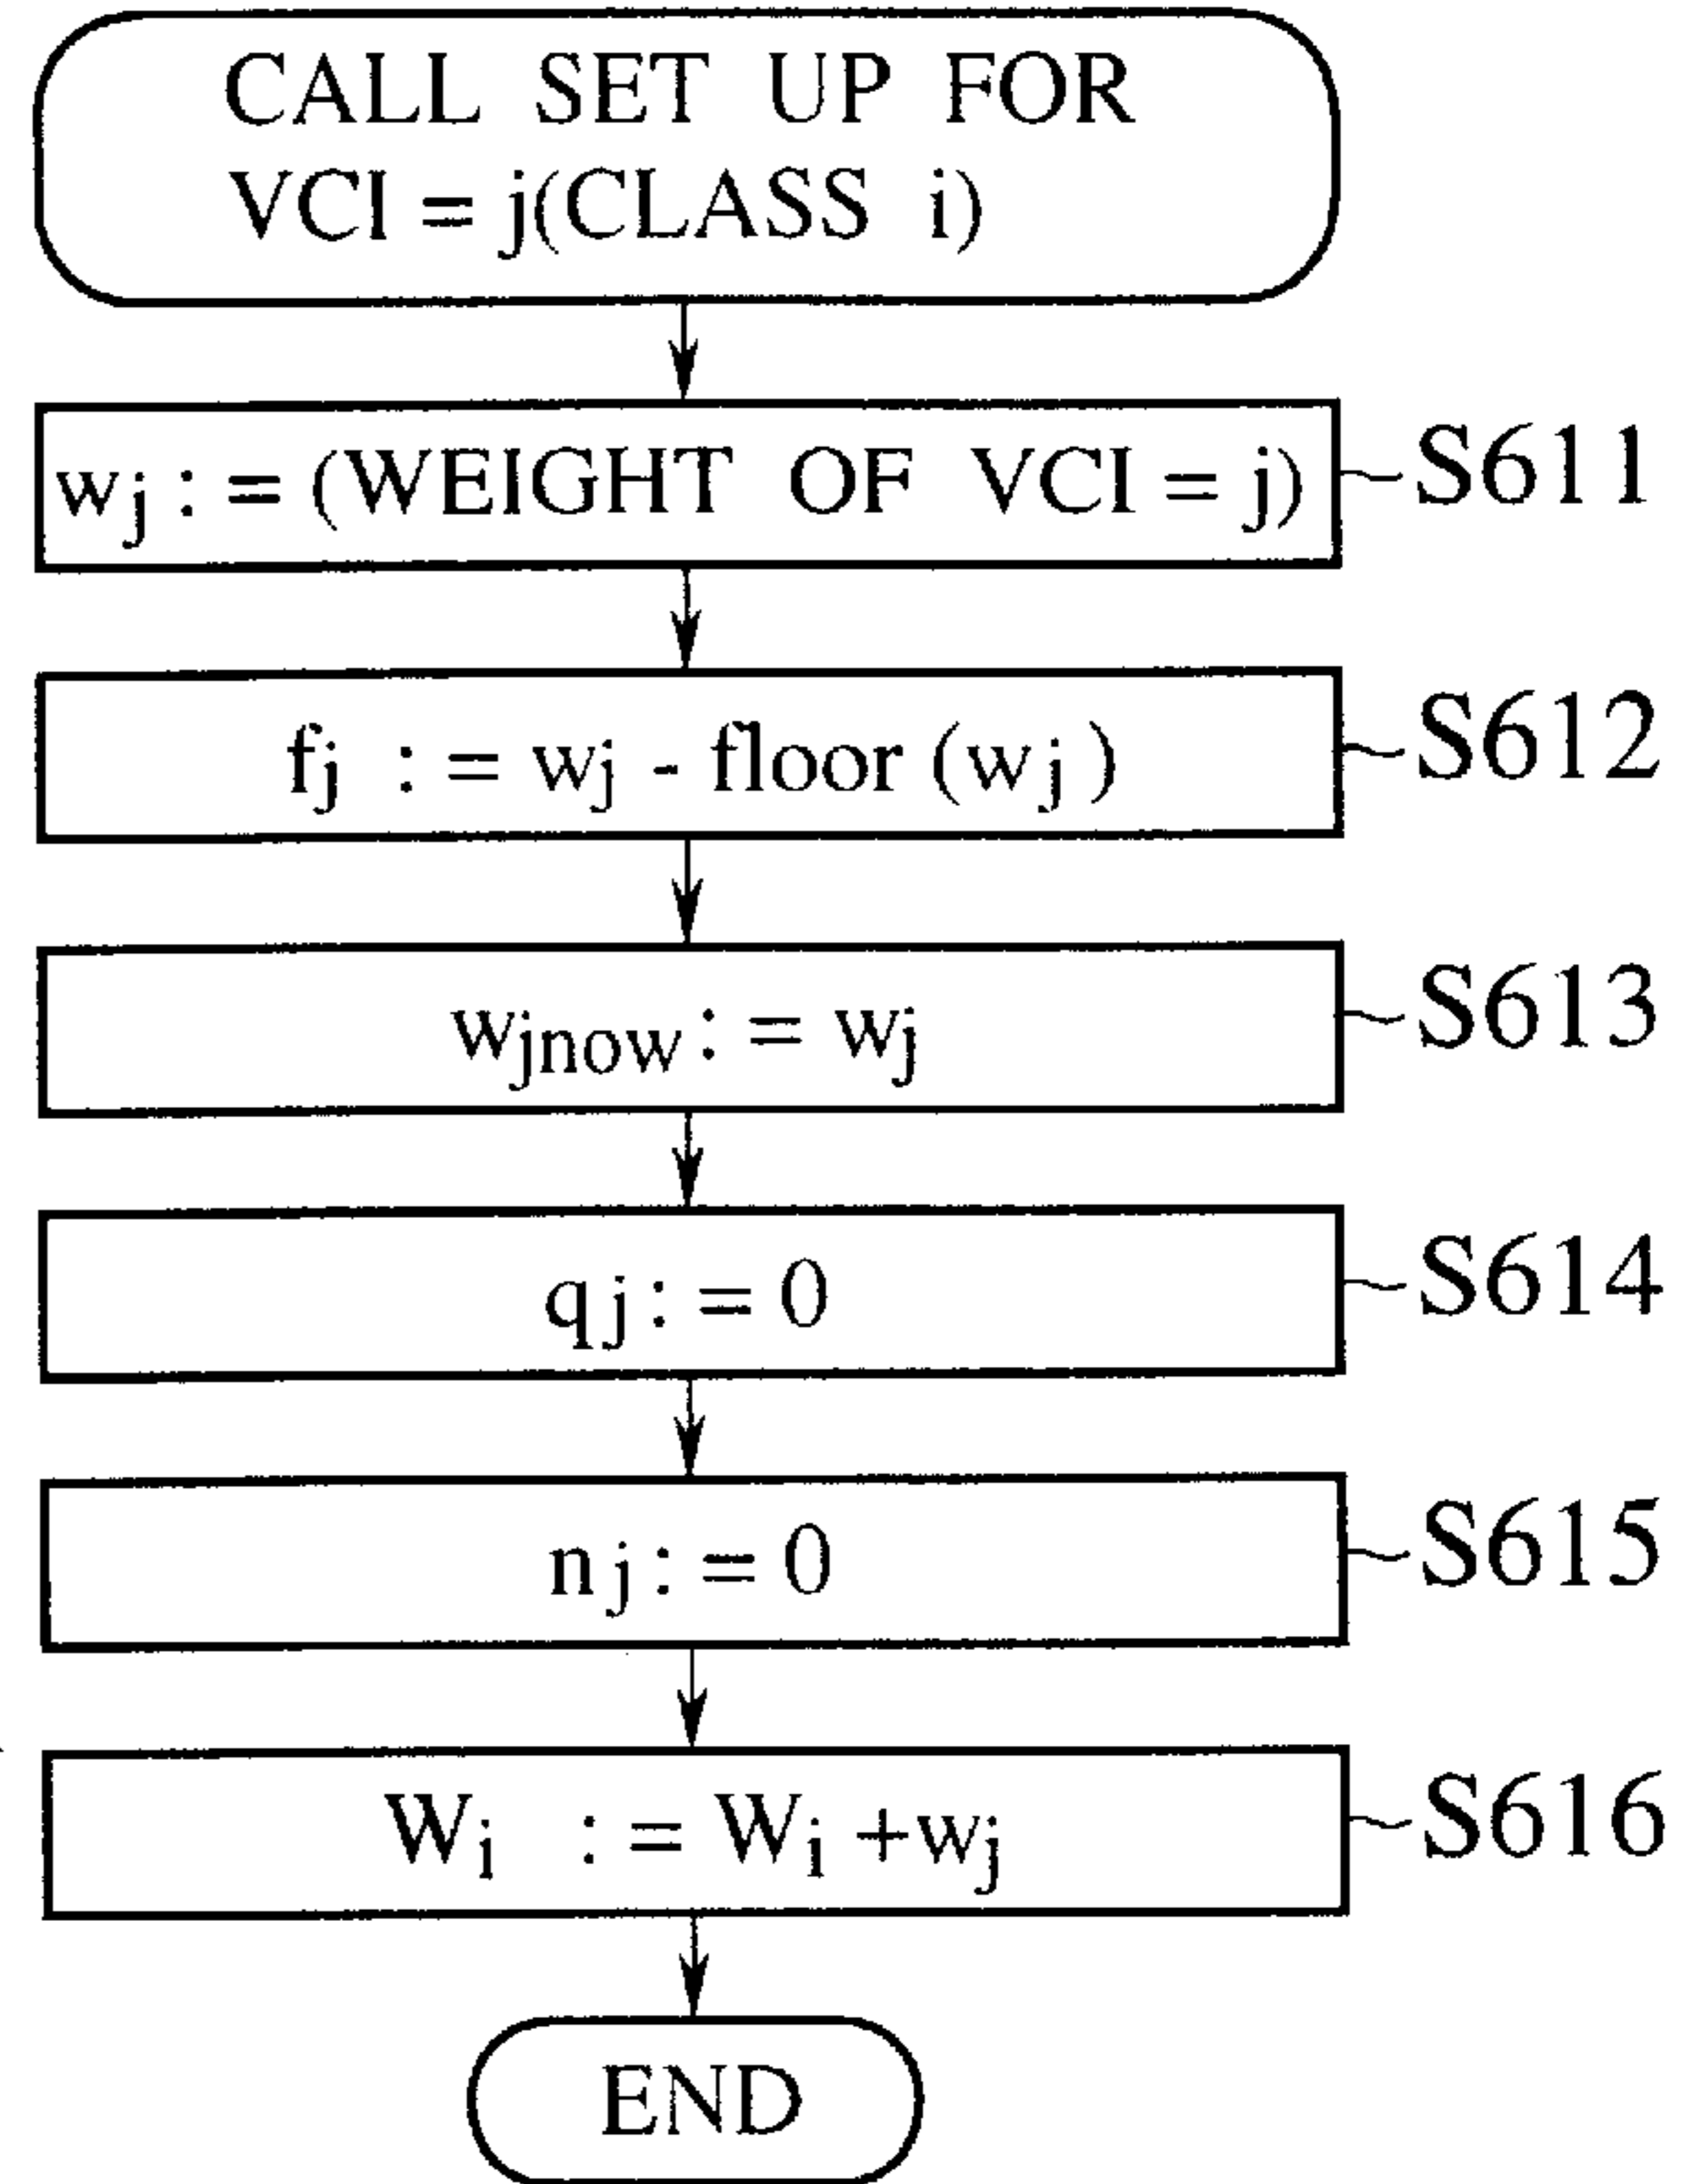 CALL SET UP FOR
VCI = j(CLASS i)
wj : = (WEIGHT OF VCI = j)
S611
fj : = wj - floor (wj )
S612
wjnow : = wj
S613
qj : = 0
S614
nj : = 0
S615
Wi : = Wi +wj
S616
END